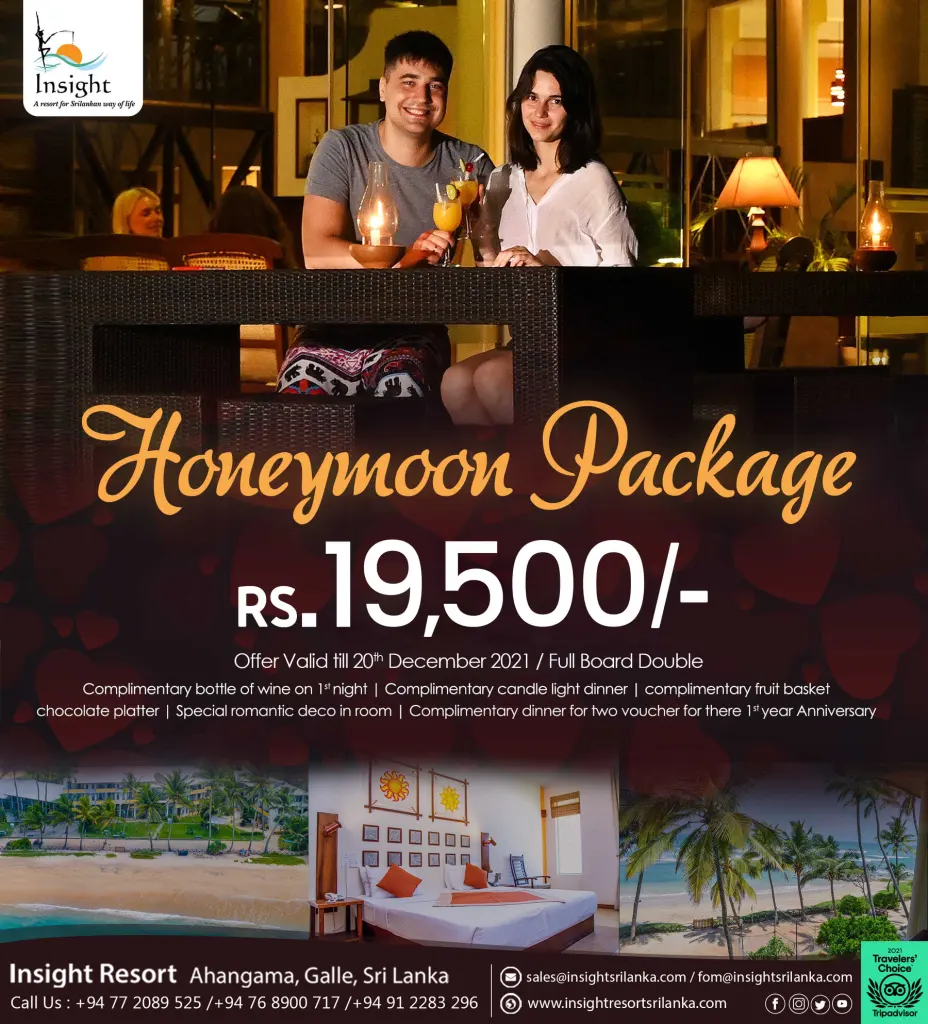 Insight
A resort for Srilankan way of life
Honeymoon Package
RS.19,500/-
Offer Valid till 20th December 2021 / Full Board Double
Complimentary bottle of wine on 1st night | Complimentary candle light dinner | complimentary fruit basket
chocolate platter | Special romantic deco in room | Complimentary dinner for two voucher for there 1st year Anniversary
Insight Resort Ahangama, Galle, Sri Lanka
Call Us : +94 77 2089 525 /+94 76 8900 717 /+94 91 2283 296
sales@insightsrilanka.com / fom@insightsrilanka.com
www.insightresortsrilanka.com
2021
Travelers'
Choice
Tripadvisor